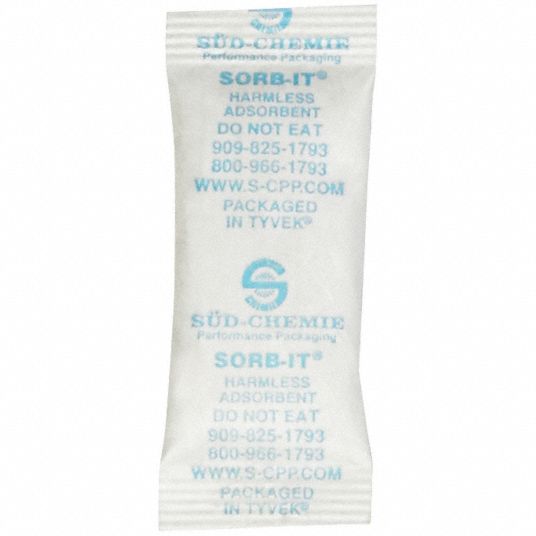 SÜD-CHEMIE
Performance Packaging
SORB-IT®
HARMLESS
ADSORBENT
DO NOT EAT
909-825-1793
800-966-1793
WWW.S-CPP.COM
PACKAGED
IN TYVEK®
SÜD-CHEMIE
Performance Packaging
SORB-IT®
HARMLESS
ADSORBENT
DO NOT EAT
909-825-1793
800-966-1793
WWW.S-CPP.COM
PACKAGED
IN TYVEK®